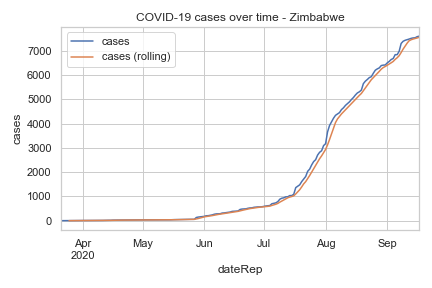 COVID-19 cases over time - Zimbabwe
cases
cases (rolling)
7000
6000
5000
4000
3000
2000
1000
0
cases
Apr
2020
May
Jun
Jul
Aug
Sep
dateRep